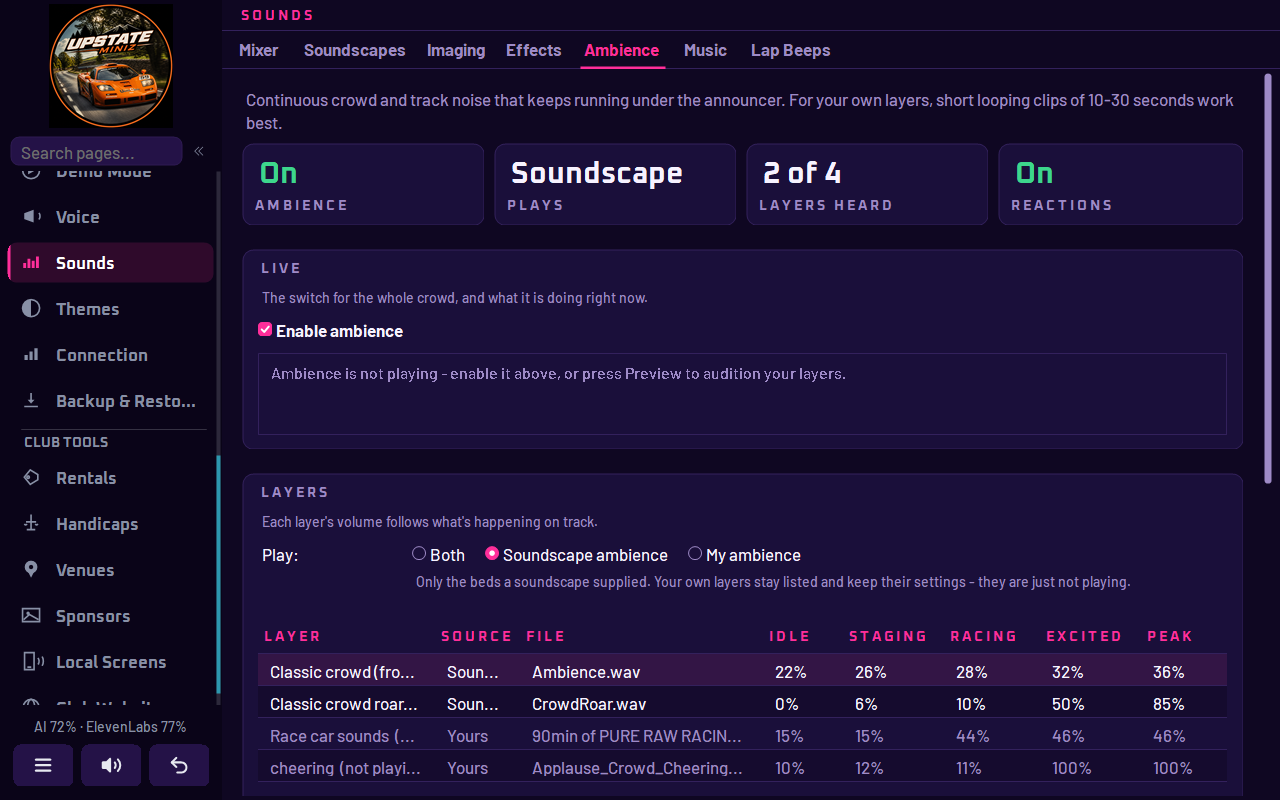 UPSTATE
MINIZ
SOUNDS
Mixer Soundscapes Imaging Effects Ambience Music Lap Beeps
Search pages...
«
Demo Mode
Voice
Sounds
Themes
Connection
Backup & Resto...
CLUB TOOLS
Rentals
Handicaps
Venues
Sponsors
Local Screens
AI 72% · ElevenLabs 77%
Continuous crowd and track noise that keeps running under the announcer. For your own layers, short looping clips of 10-30 seconds work
best.
On
AMBIENCE
Soundscape
PLAYS
2 of 4
LAYERS HEARD
On
REACTIONS
LIVE
The switch for the whole crowd, and what it is doing right now.
Enable ambience
Ambience is not playing - enable it above, or press Preview to audition your layers.
LAYERS
Each layer's volume follows what's happening on track.
Play: Both Soundscape ambience My ambience
Only the beds a soundscape supplied. Your own layers stay listed and keep their settings - they are just not playing.
LAYER SOURCE FILE IDLE STAGING RACING EXCITED PEAK
Classic crowd (fro... Soun... Ambience.wav 22% 26% 28% 32% 36%
Classic crowd roar... Soun... CrowdRoar.wav 0% 6% 10% 50% 85%
Race car sounds (... Yours 90min of PURE RAW RACIN... 15% 15% 44% 46% 46%
cheering (not playi... Yours Applause_Crowd_Cheering... 10% 12% 11% 100% 100%